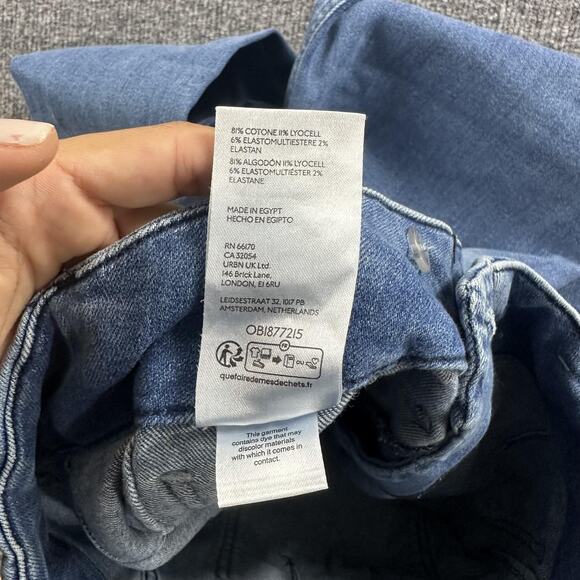 81% COTONE 11% LYOCELL
6% ELASTOMULTIESTERE 2%
ELASTAN
81% ALGODÓN 11% LYOCELL
6% ELASTOMULTIÉSTER 2%
ELASTANE
MADE IN EGYPT
HECHO EN EGIPTO
RN 66170
CA 32054
URBN UK Ltd.
146 Brick Lane,
LONDON, E1 6RU
LEIDSESTRAAT 32, 1017 PB
AMSTERDAM, NETHERLANDS
OB1877215
FR
OU
quefairedemesdechets.fr
This garment
contains dye that may
discolor materials
with which it comes in
contact.